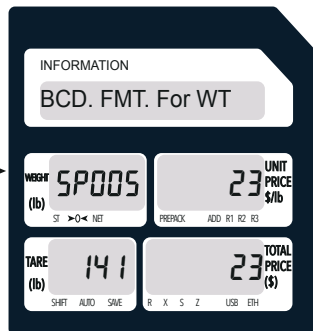 INFORMATION
BCD. FMT. For WT
WEIGHT (lb)
SP005
ST >0< NET
23
UNIT PRICE $/lb
PREPACK ADD R1 R2 R3
TARE (lb)
141
SHIFT AUTO SAVE
23
TOTAL PRICE ($)
R X S Z USB ETH